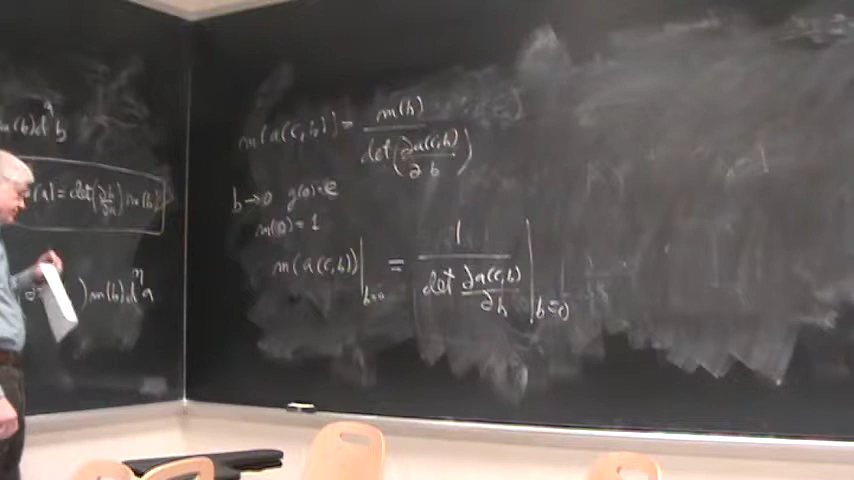 m(b)d^n b
(a) = det(∂b/∂a) m(b)
) m(b) d^n a
m(a(c,b)) = m(b) / det(∂a(c,b)/∂b)
b→0 g(0)=e
m(0)=1
m(a(c,b))|_{b=0} = 1 / det ∂a(c,b)/∂b |_{b=0}